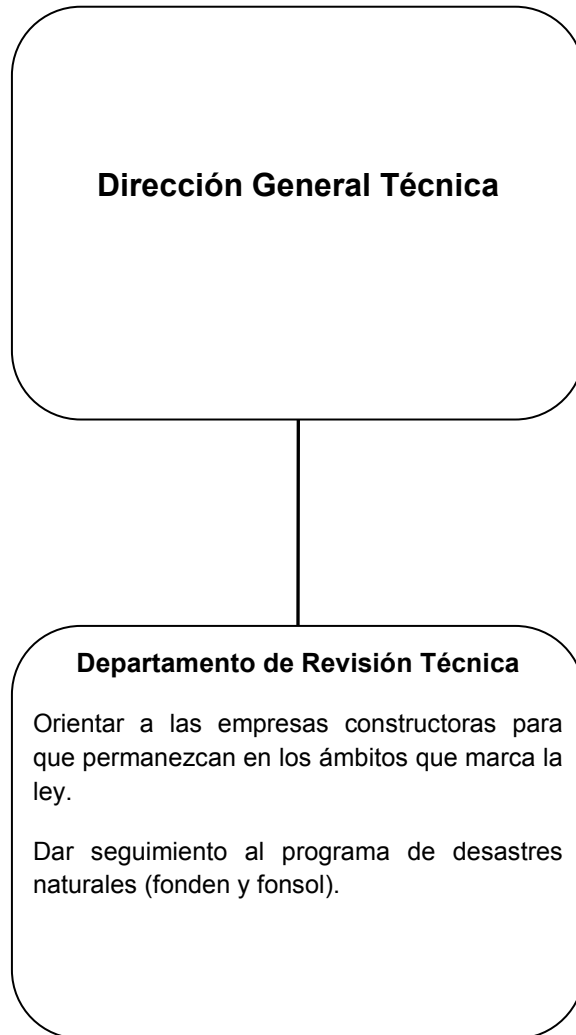 Dirección General Técnica
Departamento de Revisión Técnica
Orientar a las empresas constructoras para
que permanezcan en los ámbitos que marca la
ley.
Dar seguimiento al programa de desastres
naturales (fonden y fonsol).